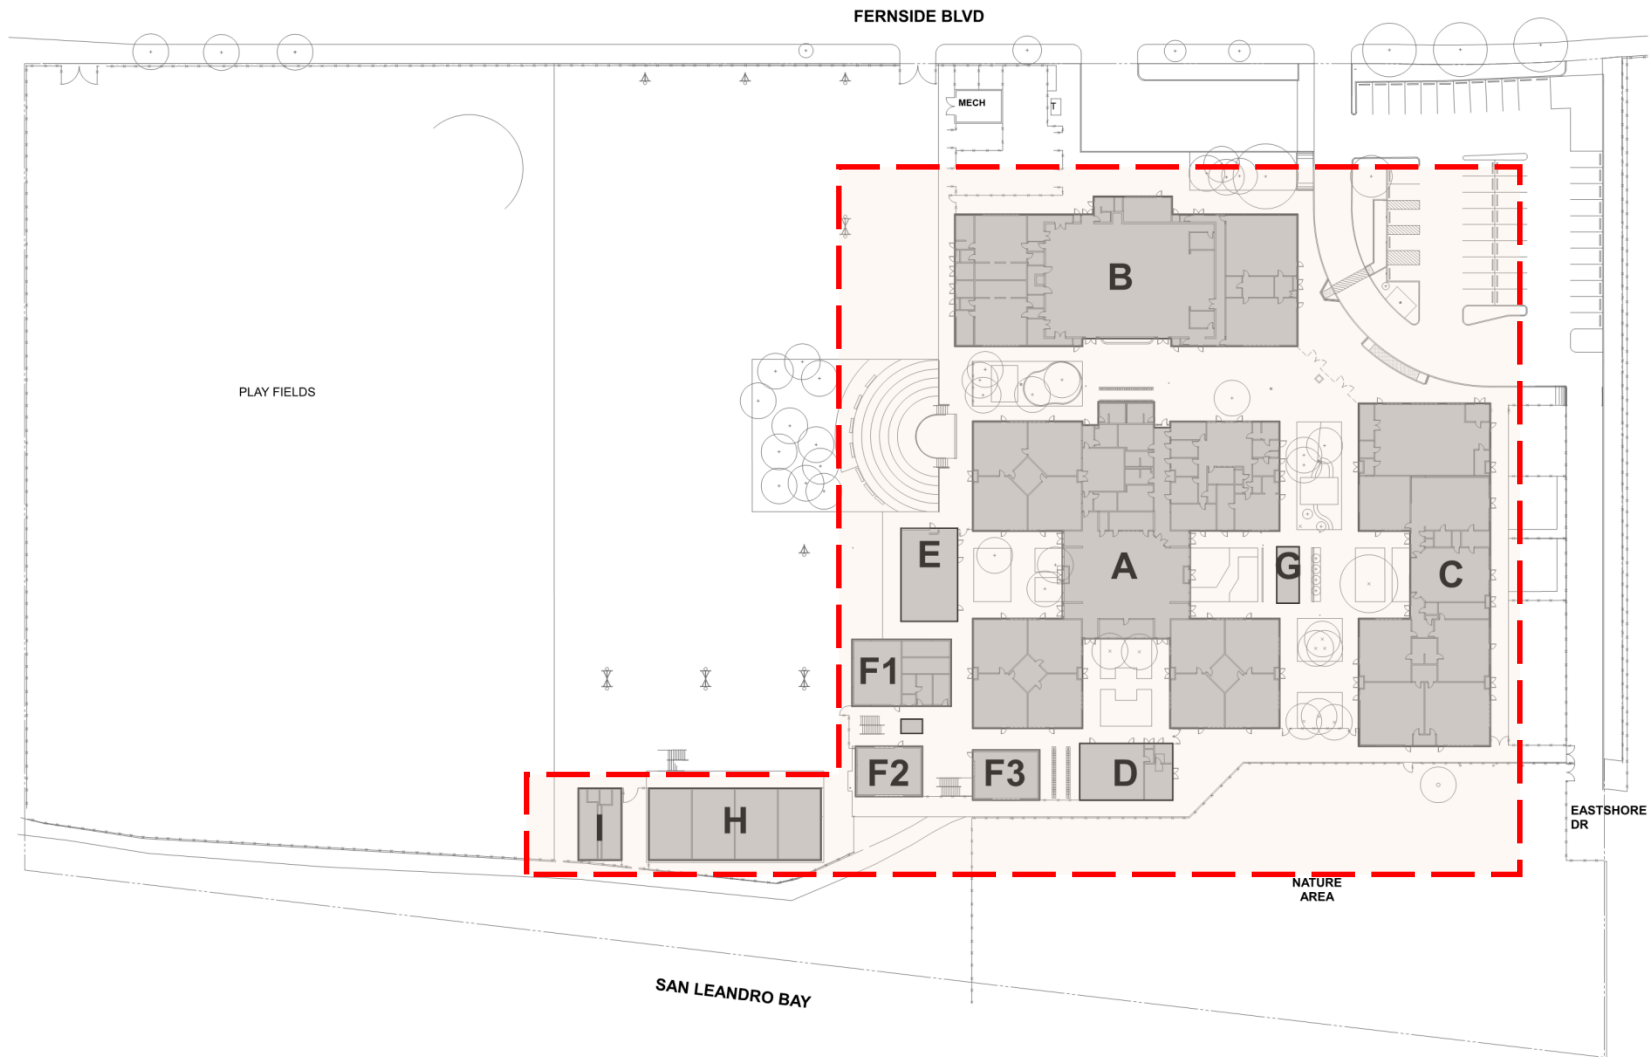 FERNSIDE BLVD
MECH
T
B
PLAY FIELDS
E
A
G
C
F1
F2
F3
D
I
H
EASTSHORE
DR
NATURE
AREA
SAN LEANDRO BAY